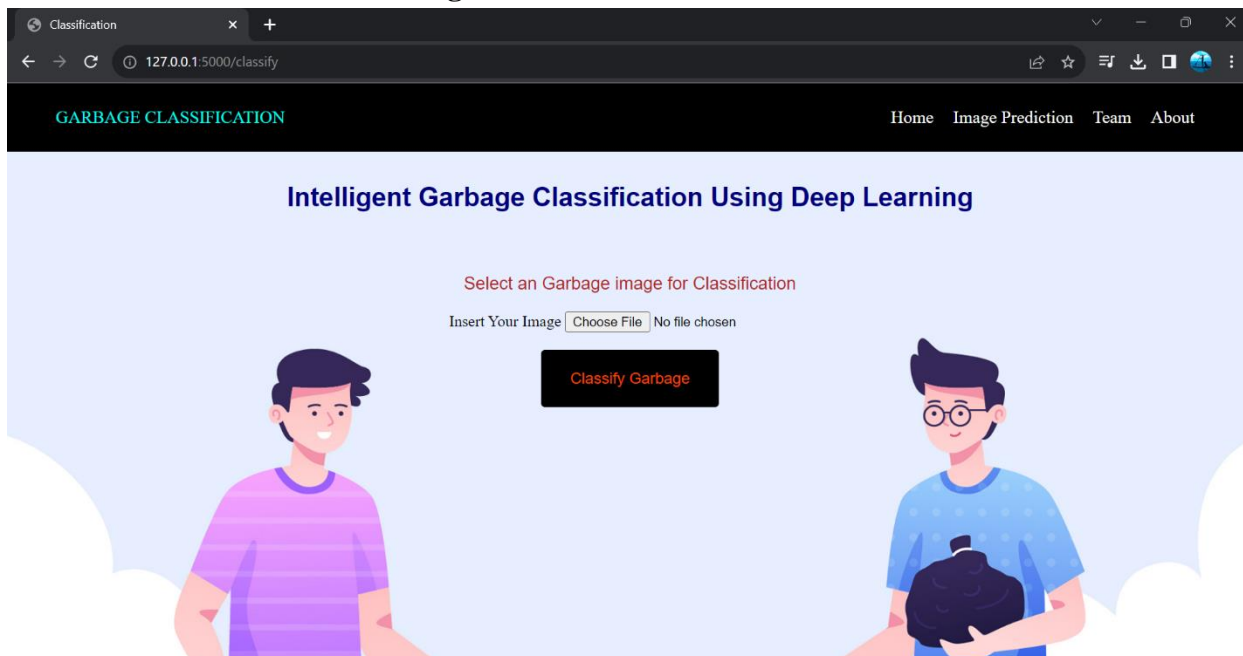 Classification
127.0.0.1:5000/classify
GARBAGE CLASSIFICATION
Home Image Prediction Team About
Intelligent Garbage Classification Using Deep Learning
Select an Garbage image for Classification
Insert Your Image Choose File No file chosen
Classify Garbage